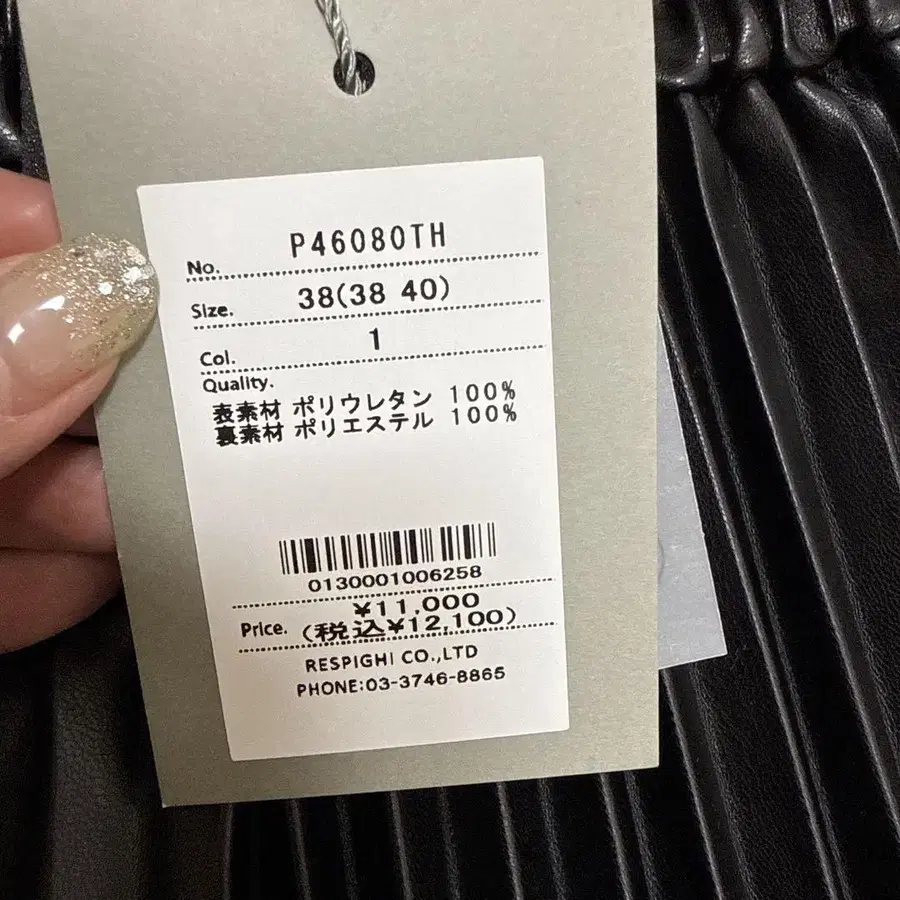 No. P46080TH
Size. 38(38 40)
Col. 1
Quality.
表素材 ポリウレタン 100%
裏素材 ポリエステル 100%
0130001006258
¥11,000
Price. (税込¥12,100)
RESPIGHI CO.,LTD
PHONE:03-3746-8865